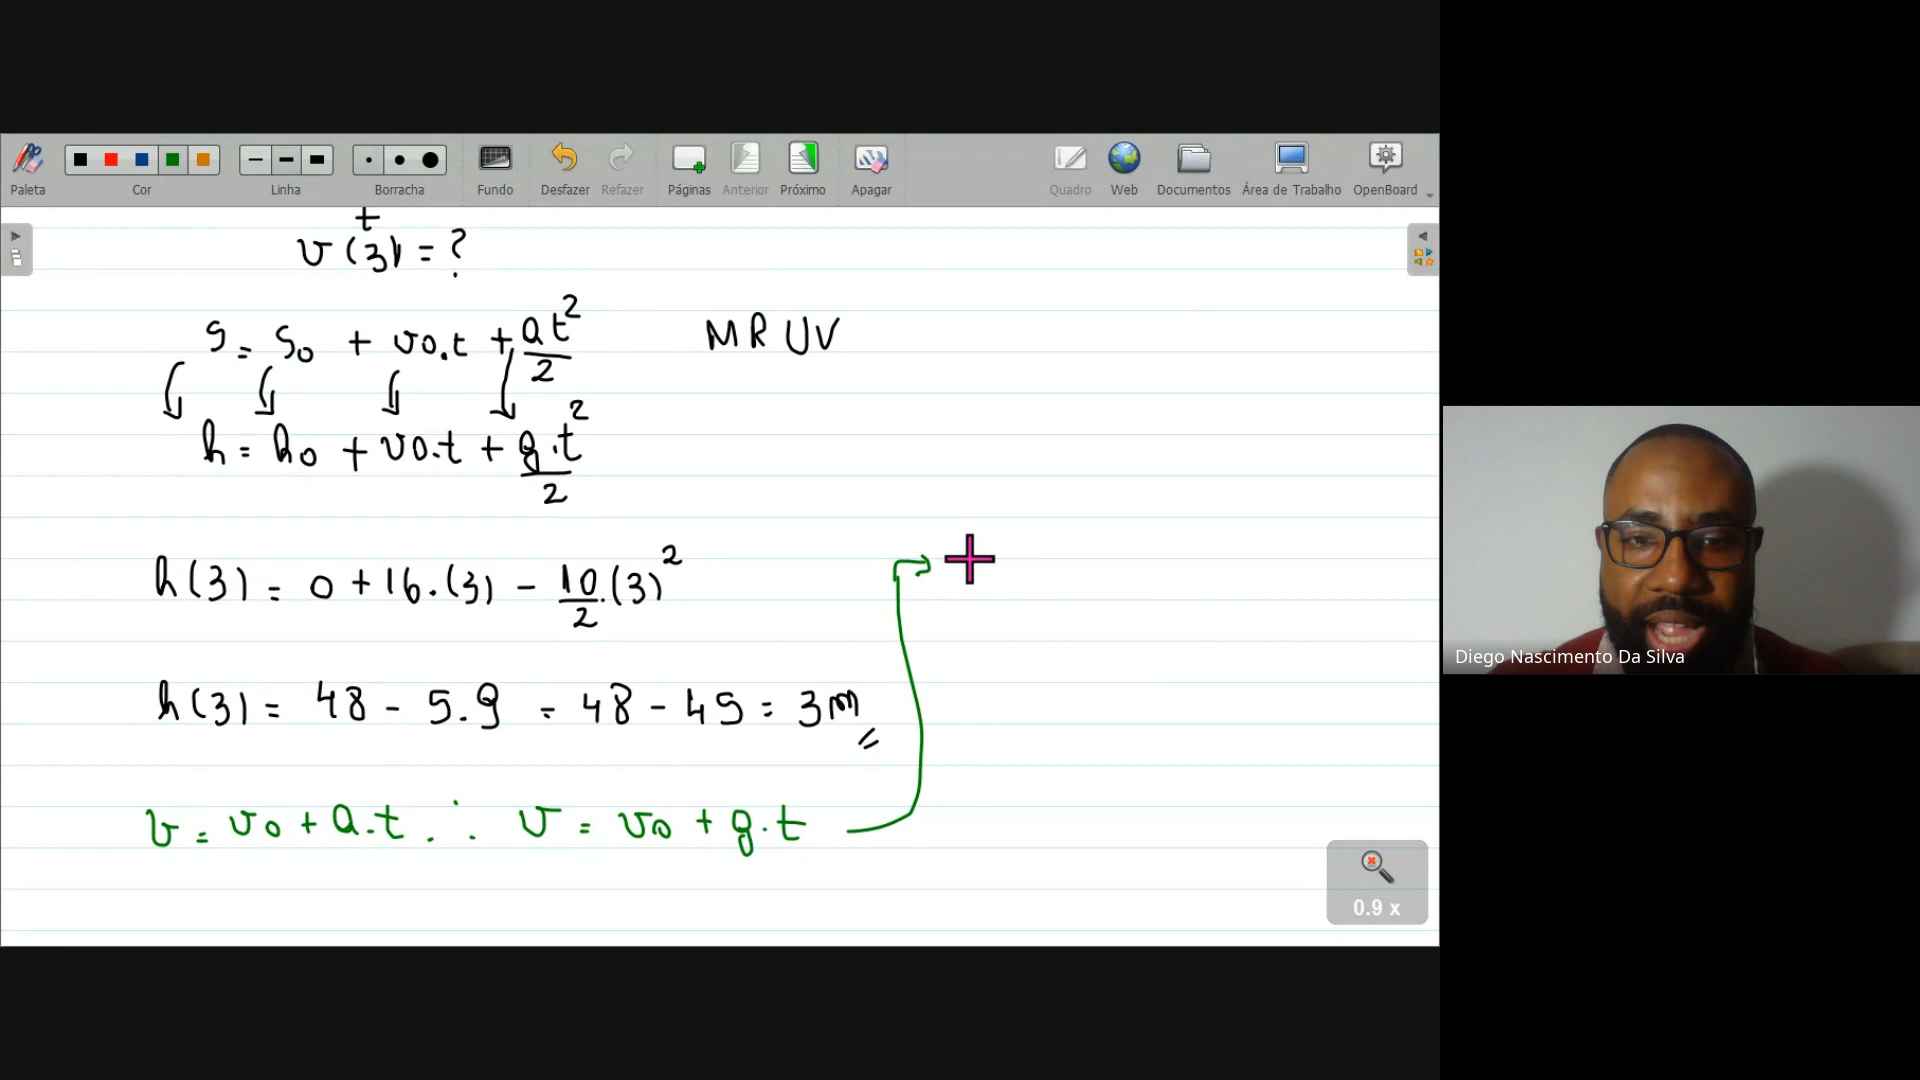 Paleta
Cor
Linha
Borracha
Fundo
Desfazer
Refazer
Páginas
Anterior
Próximo
Apagar
Quadro
Web
Documentos
Área de Trabalho
OpenBoard
t
v(3) = ?
s = s₀ + v₀.t + at²/2
MRUV
h = h₀ + v₀.t + g.t²/2
h(3) = 0 + 16.(3) - 10/2.(3)²
h(3) = 48 - 5.9 = 48 - 45 = 3m
v = v₀ + a.t ∴ v = v₀ + g.t
Diego Nascimento Da Silva
0.9 x